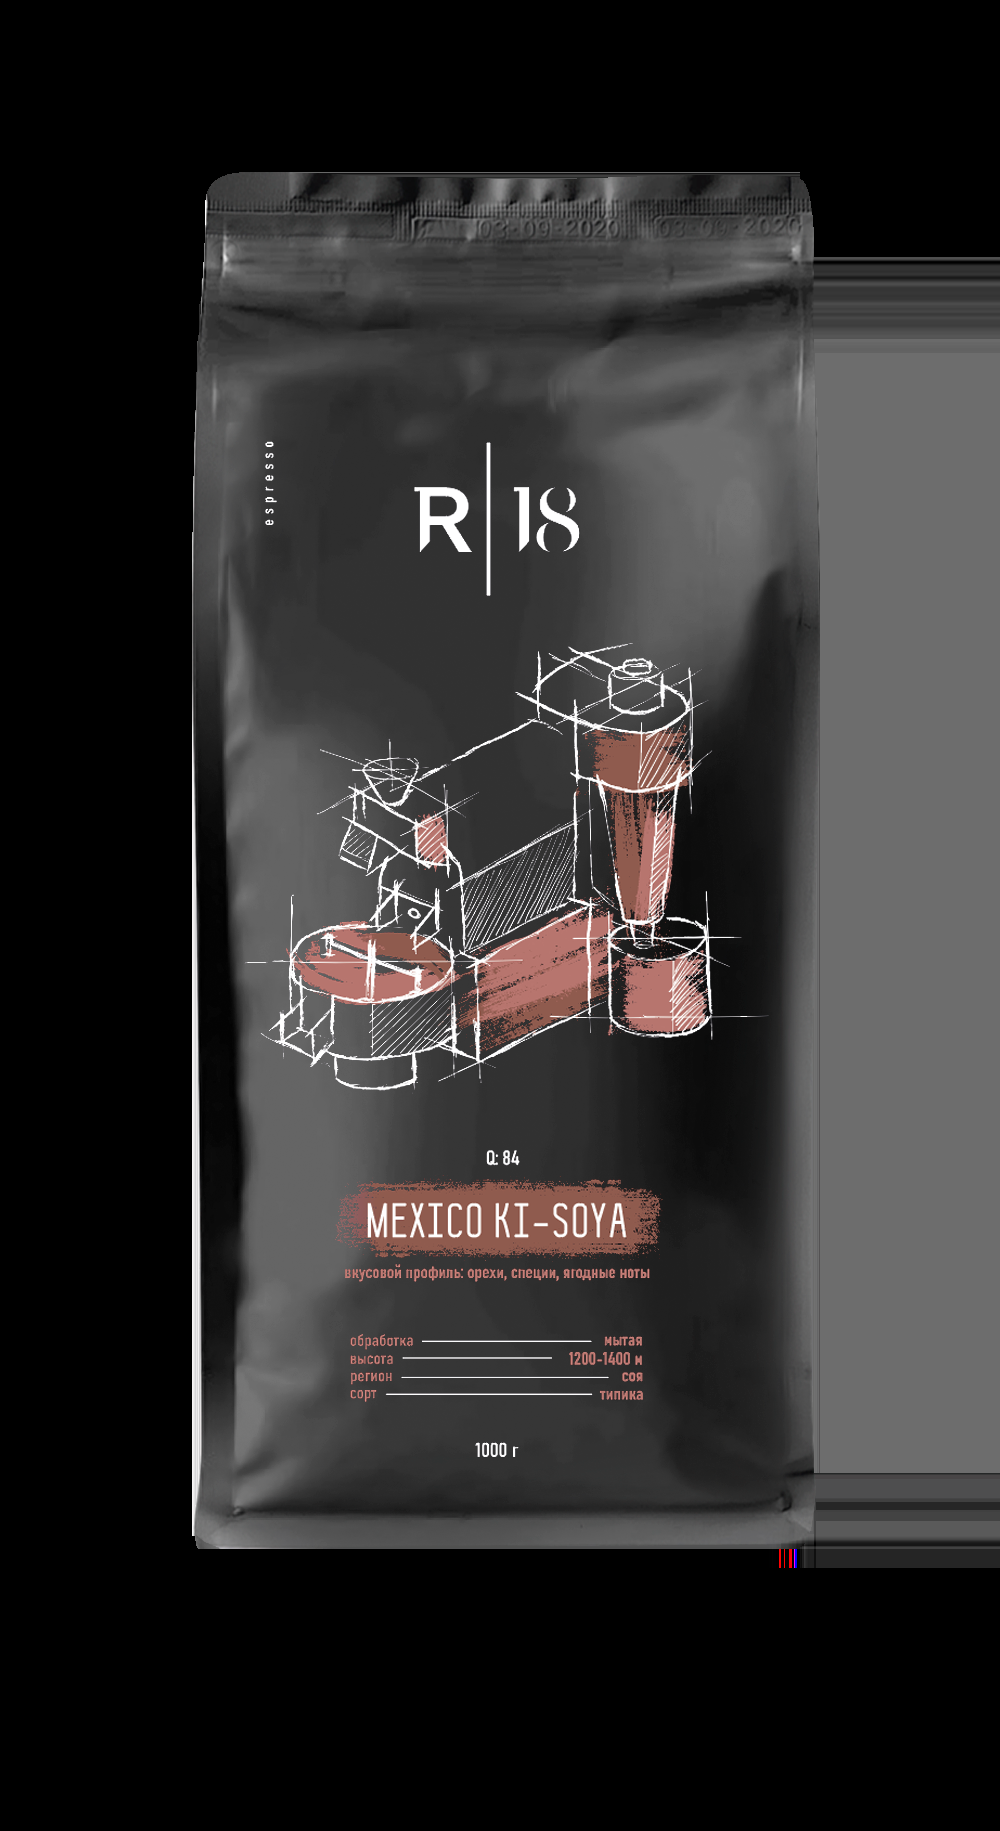 03-09-2020 03-09-2020
espresso
R|18
Q: 84
MEXICO KI-SOYA
вкусовой профиль: орехи, специи, ягодные ноты
обработка мытая
высота 1200-1400 м
регион соя
сорт типика
1000 г